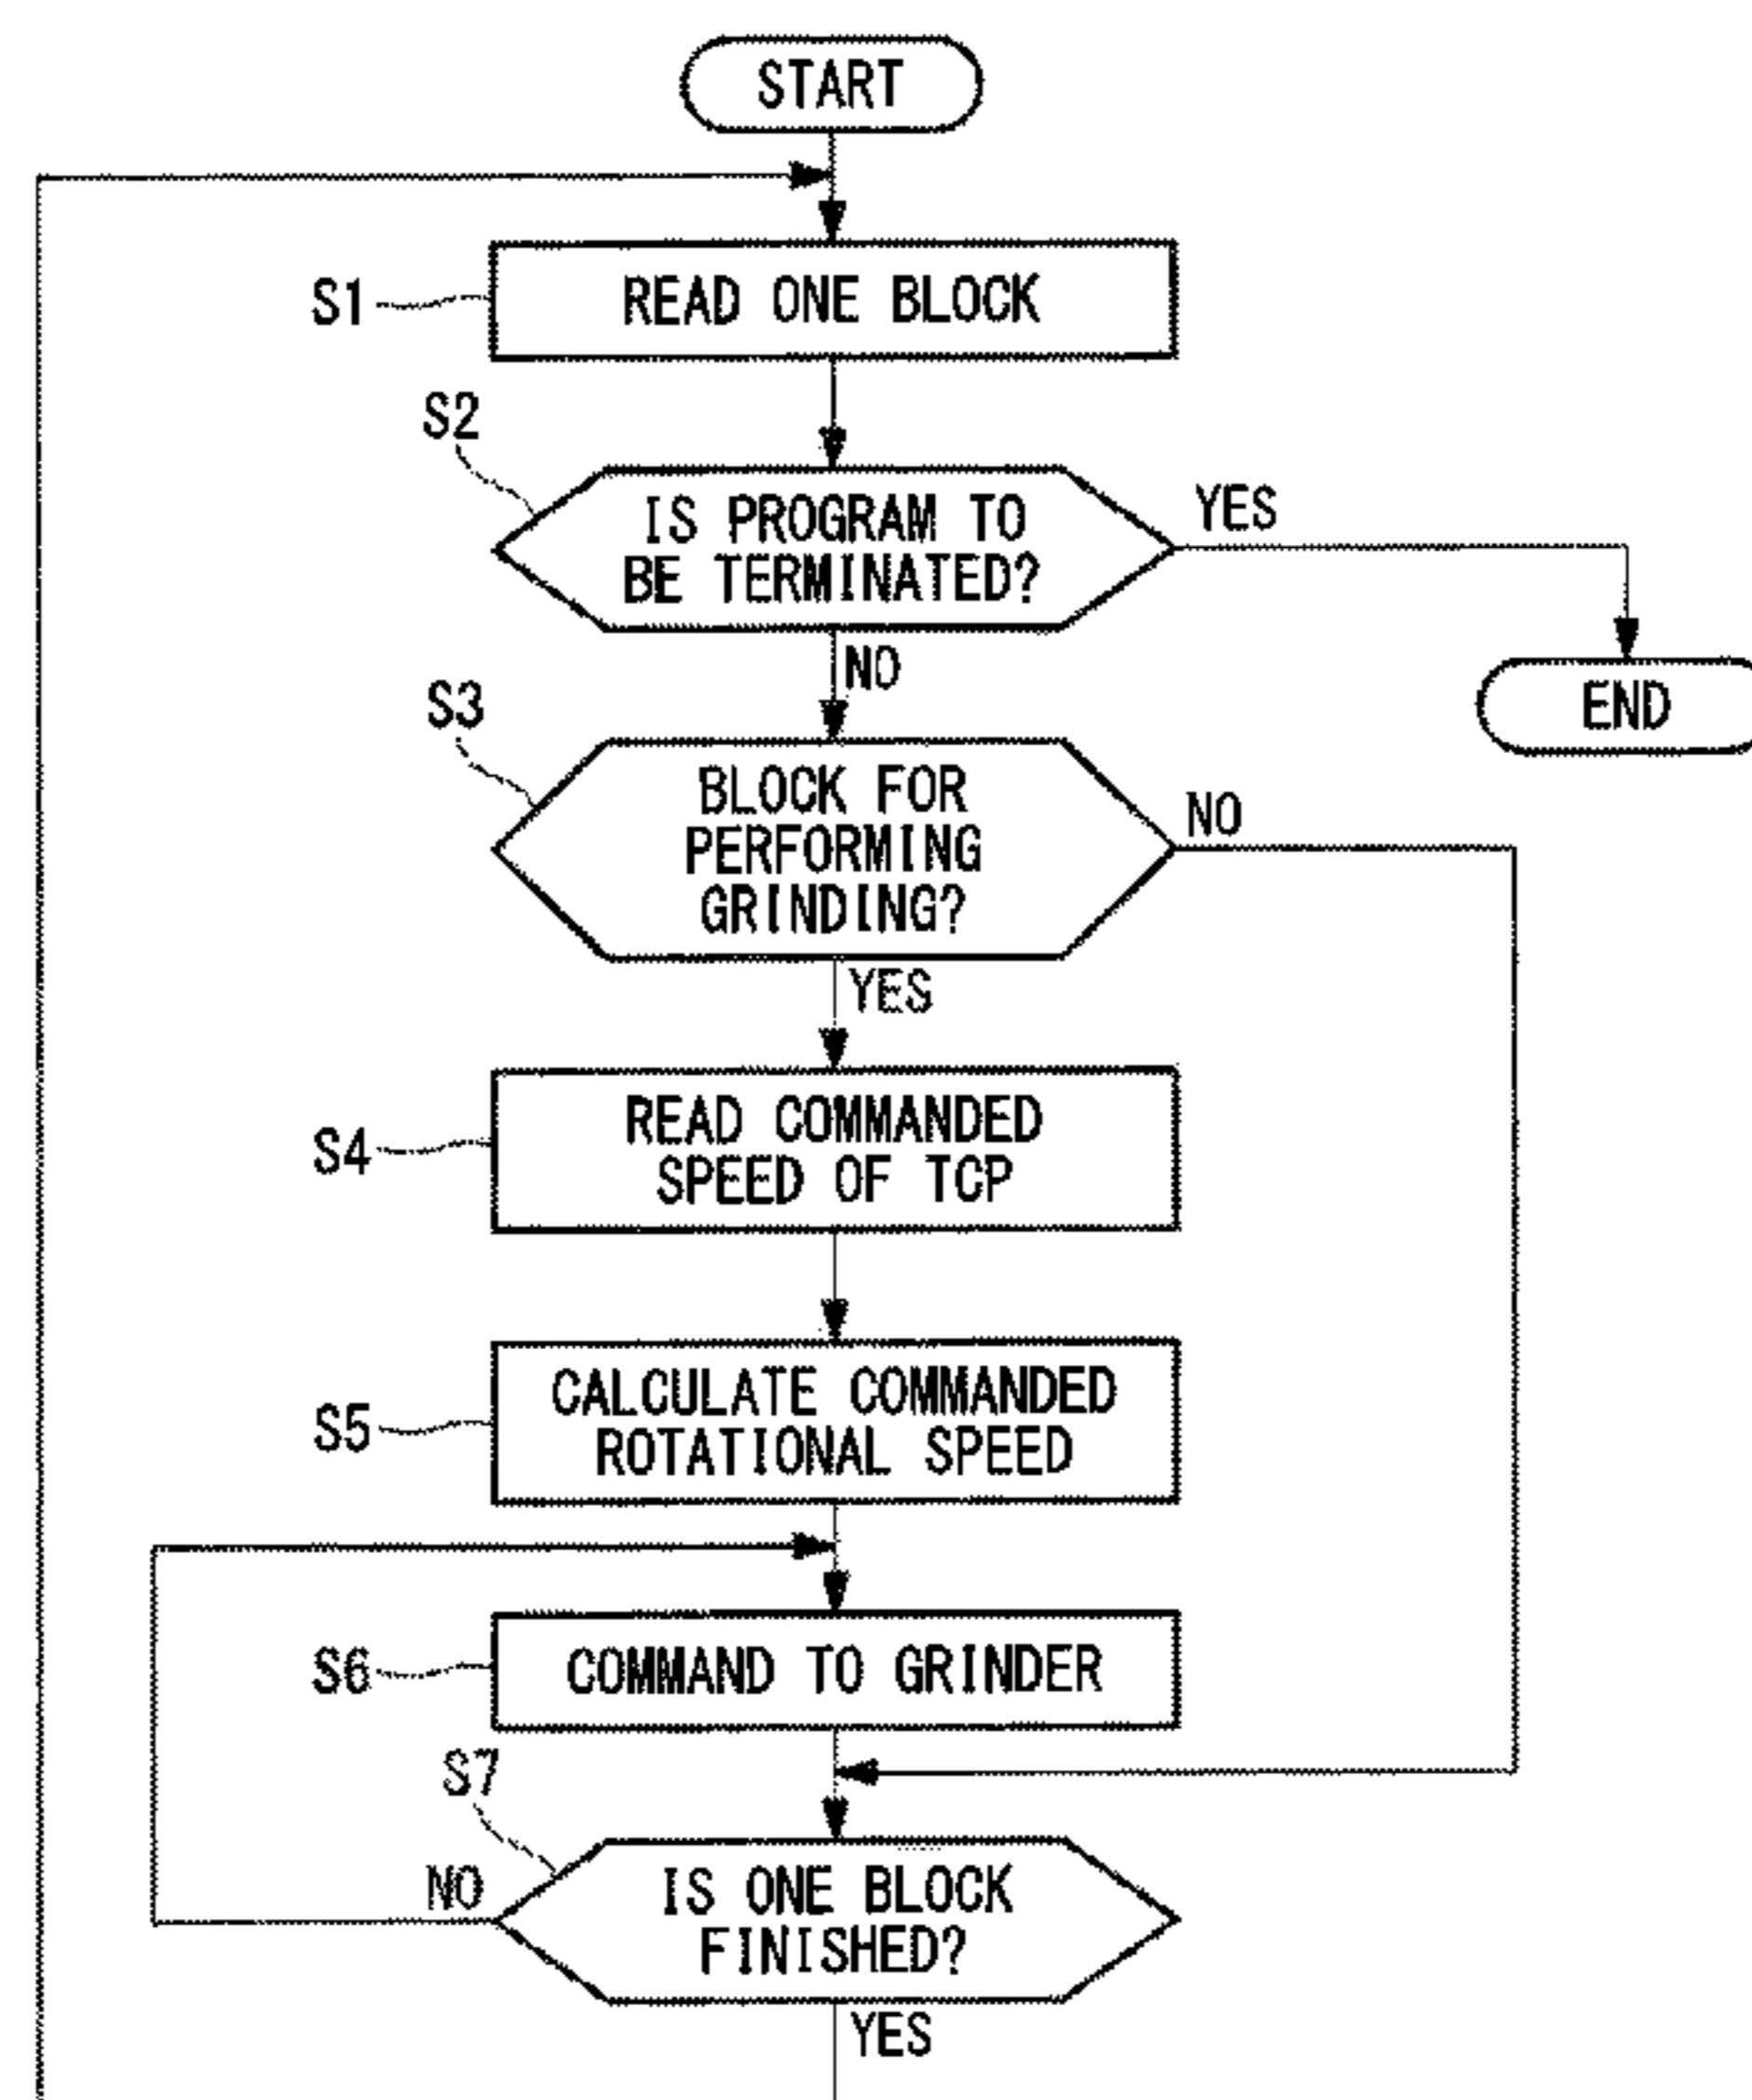 START
S1
READ ONE BLOCK
S2
IS PROGRAM TO
BE TERMINATED?
YES
NO
END
S3
BLOCK FOR
PERFORMING
GRINDING?
NO
YES
S4
READ COMMANDED
SPEED OF TCP
S5
CALCULATE COMMANDED
ROTATIONAL SPEED
S6
COMMAND TO GRINDER
S7
NO
IS ONE BLOCK
FINISHED?
YES